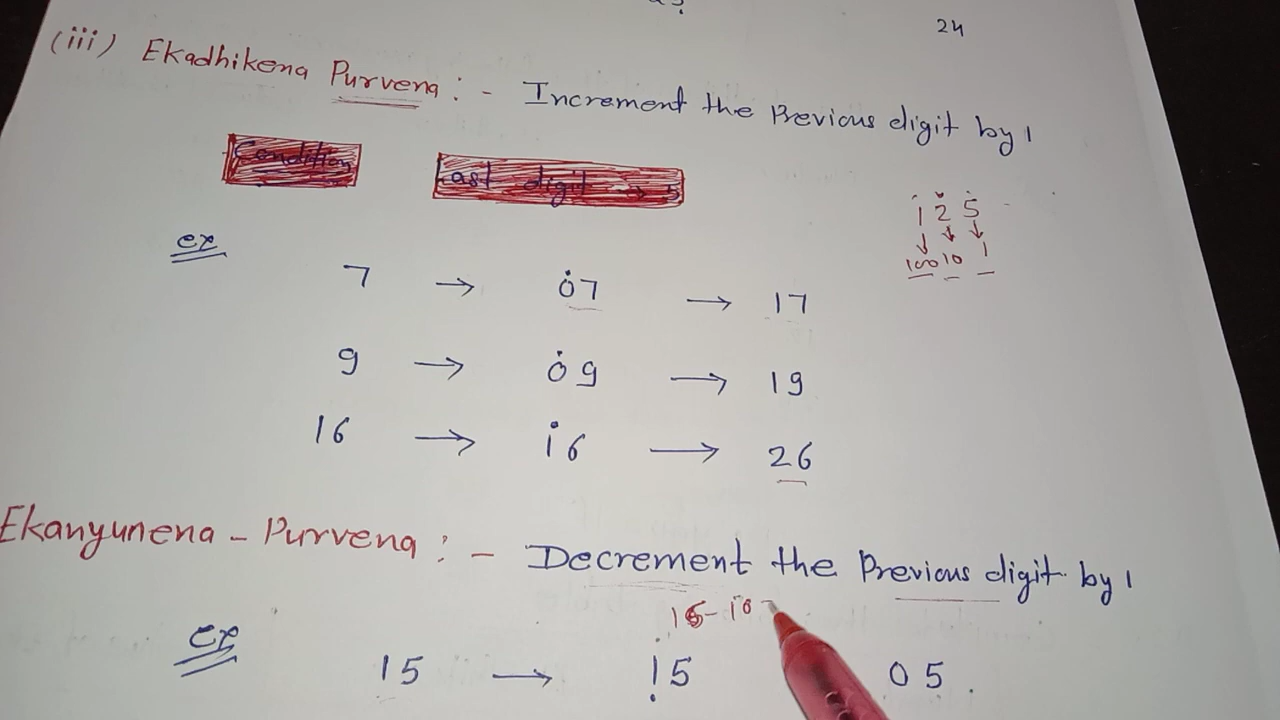 24
(iii) Ekadhikena Purvena : - Increment the Previous digit by 1
Condition Last digit → 5
1 2 5
100 10 1
ex
7 → 07 → 17
9 → 09 → 19
16 → 16 → 26
Ekanyunena - Purvena : - Decrement the Previous digit by 1
ex
15 → 15 05